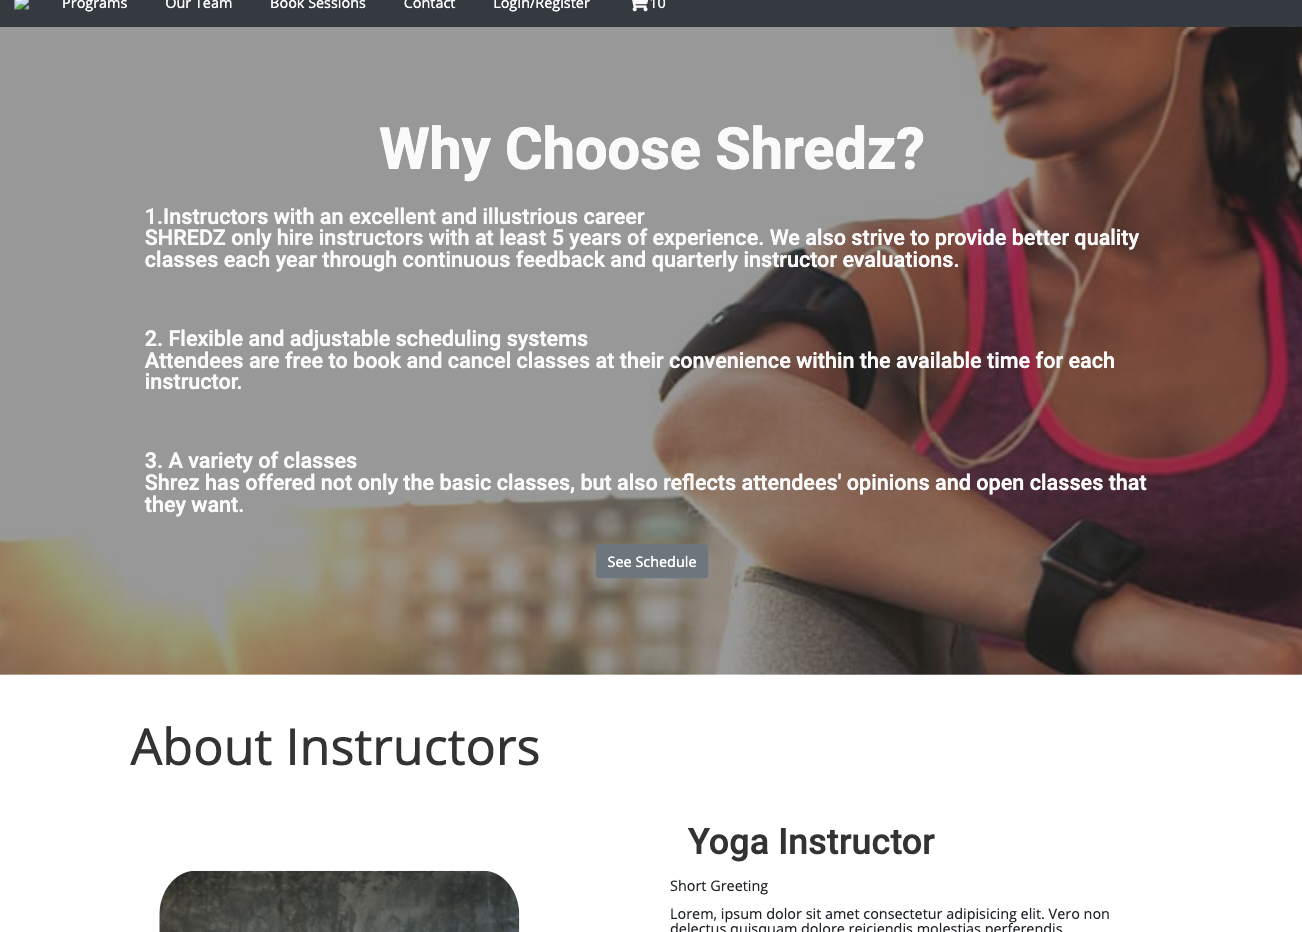 Programs Our Team Book Sessions Contact Login/Register 10
Why Choose Shredz?
1.Instructors with an excellent and illustrious career
SHREDZ only hire instructors with at least 5 years of experience. We also strive to provide better quality
classes each year through continuous feedback and quarterly instructor evaluations.
2. Flexible and adjustable scheduling systems
Attendees are free to book and cancel classes at their convenience within the available time for each
instructor.
3. A variety of classes
Shrez has offered not only the basic classes, but also reflects attendees' opinions and open classes that
they want.
See Schedule
About Instructors
Yoga Instructor
Short Greeting
Lorem, ipsum dolor sit amet consectetur adipisicing elit. Vero non
delectus quisquam dolore reiciendis molestias perferendis